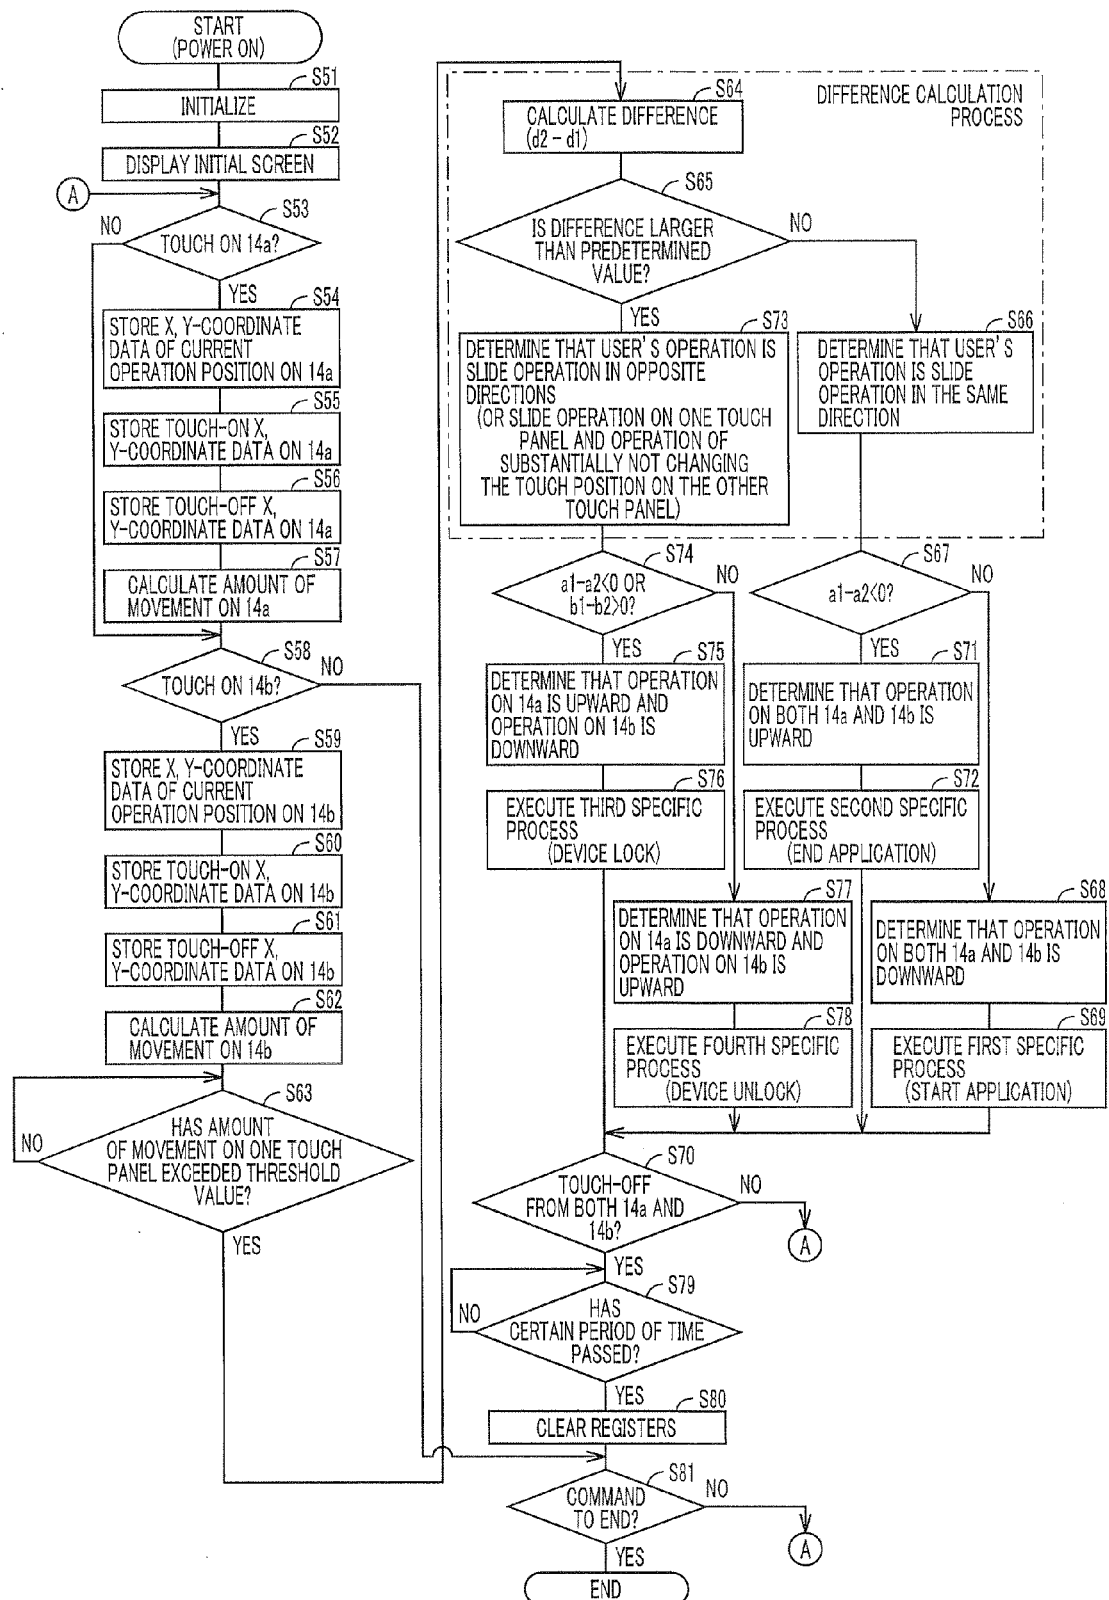 START
(POWER ON)
S51
INITIALIZE
S52
DISPLAY INITIAL SCREEN
A
S53
NO
TOUCH ON 14a?
YES
S54
STORE X, Y-COORDINATE
DATA OF CURRENT
OPERATION POSITION ON 14a
S55
STORE TOUCH-ON X,
Y-COORDINATE DATA ON 14a
S56
STORE TOUCH-OFF X,
Y-COORDINATE DATA ON 14a
S57
CALCULATE AMOUNT OF
MOVEMENT ON 14a
S58
NO
TOUCH ON 14b?
YES
S59
STORE X, Y-COORDINATE
DATA OF CURRENT
OPERATION POSITION ON 14b
S60
STORE TOUCH-ON X,
Y-COORDINATE DATA ON 14b
S61
STORE TOUCH-OFF X,
Y-COORDINATE DATA ON 14b
S62
CALCULATE AMOUNT OF
MOVEMENT ON 14b
S63
HAS AMOUNT
OF MOVEMENT ON ONE TOUCH
PANEL EXCEEDED THRESHOLD
VALUE?
NO
YES
DIFFERENCE CALCULATION
PROCESS
S64
CALCULATE DIFFERENCE
(d2 – d1)
S65
IS DIFFERENCE LARGER
THAN PREDETERMINED
VALUE?
NO
YES
S73
DETERMINE THAT USER'S OPERATION IS
SLIDE OPERATION IN OPPOSITE
DIRECTIONS
(OR SLIDE OPERATION ON ONE TOUCH
PANEL AND OPERATION OF
SUBSTANTIALLY NOT CHANGING
THE TOUCH POSITION ON THE OTHER
TOUCH PANEL)
S66
DETERMINE THAT USER'S
OPERATION IS SLIDE
OPERATION IN THE SAME
DIRECTION
S74
a1-a2<0 OR
b1-b2>0?
NO
YES
S67
a1-a2<0?
NO
YES
S75
DETERMINE THAT OPERATION
ON 14a IS UPWARD AND
OPERATION ON 14b IS
DOWNWARD
S71
DETERMINE THAT OPERATION
ON BOTH 14a AND 14b IS
UPWARD
S76
EXECUTE THIRD SPECIFIC
PROCESS
(DEVICE LOCK)
S72
EXECUTE SECOND SPECIFIC
PROCESS
(END APPLICATION)
S77
DETERMINE THAT OPERATION
ON 14a IS DOWNWARD AND
OPERATION ON 14b IS
UPWARD
S68
DETERMINE THAT OPERATION
ON BOTH 14a AND 14b IS
DOWNWARD
S78
EXECUTE FOURTH SPECIFIC
PROCESS
(DEVICE UNLOCK)
S69
EXECUTE FIRST SPECIFIC
PROCESS
(START APPLICATION)
S70
TOUCH-OFF
FROM BOTH 14a AND
14b?
NO
A
YES
S79
HAS
CERTAIN PERIOD OF TIME
PASSED?
NO
YES
S80
CLEAR REGISTERS
S81
COMMAND
TO END?
NO
A
YES
END